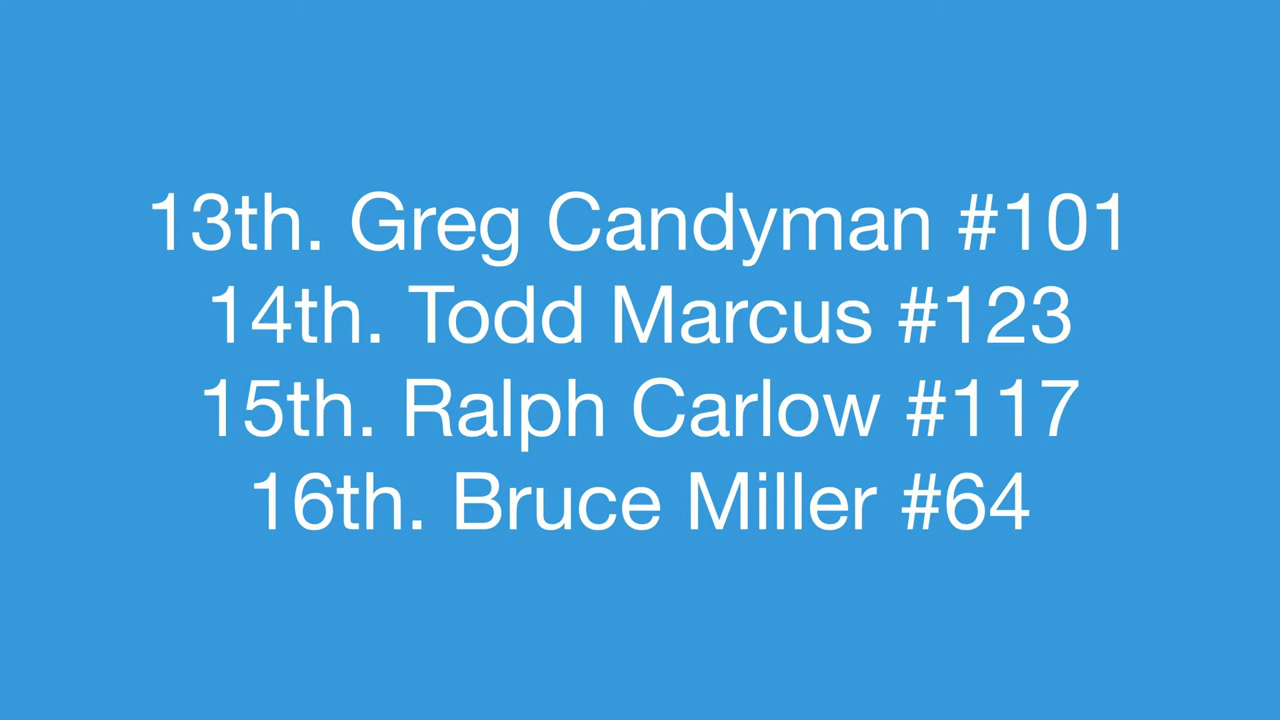 13th. Greg Candyman #101
14th. Todd Marcus #123
15th. Ralph Carlow #117
16th. Bruce Miller #64